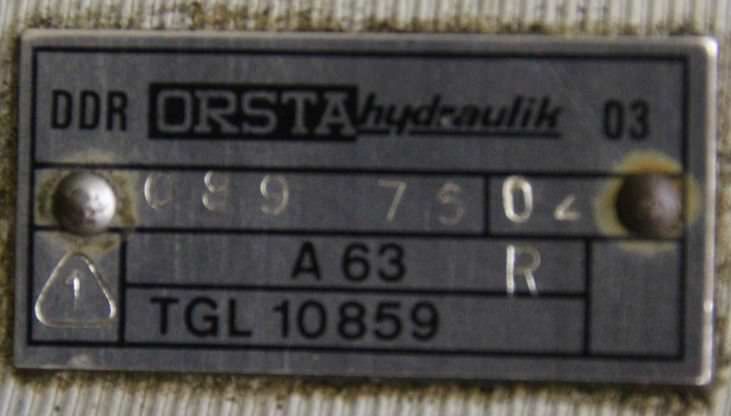 DDR ORSTA hydraulik 03
089 76 02
A 63 R
1
TGL 10859